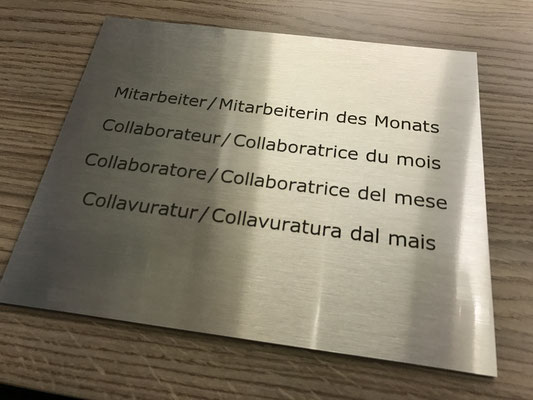 Mitarbeiter/Mitarbeiterin des Monats
Collaborateur/Collaboratrice du mois
Collaboratore/Collaboratrice del mese
Collavuratur/Collavuratura dal mais